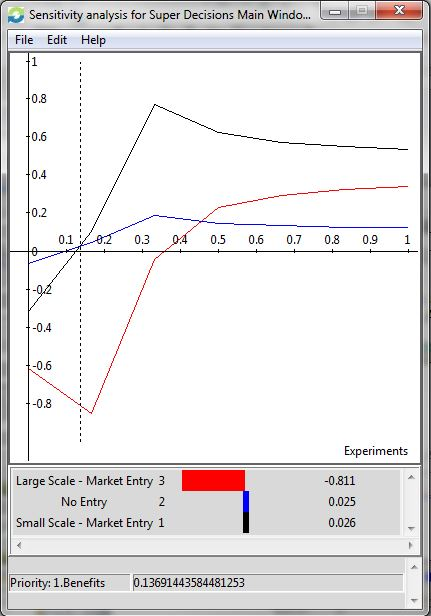 Sensitivity analysis for Super Decisions Main Windo...
File Edit Help
1
0.8
0.6
0.4
0.2
0.1 0.2 0.3 0.4 0.5 0.6 0.7 0.8 0.9 1
0
-0.2
-0.4
-0.6
-0.8
Experiments
Large Scale - Market Entry 3 -0.811
No Entry 2 0.025
Small Scale - Market Entry 1 0.026
Priority: 1.Benefits 0.13691443584481253